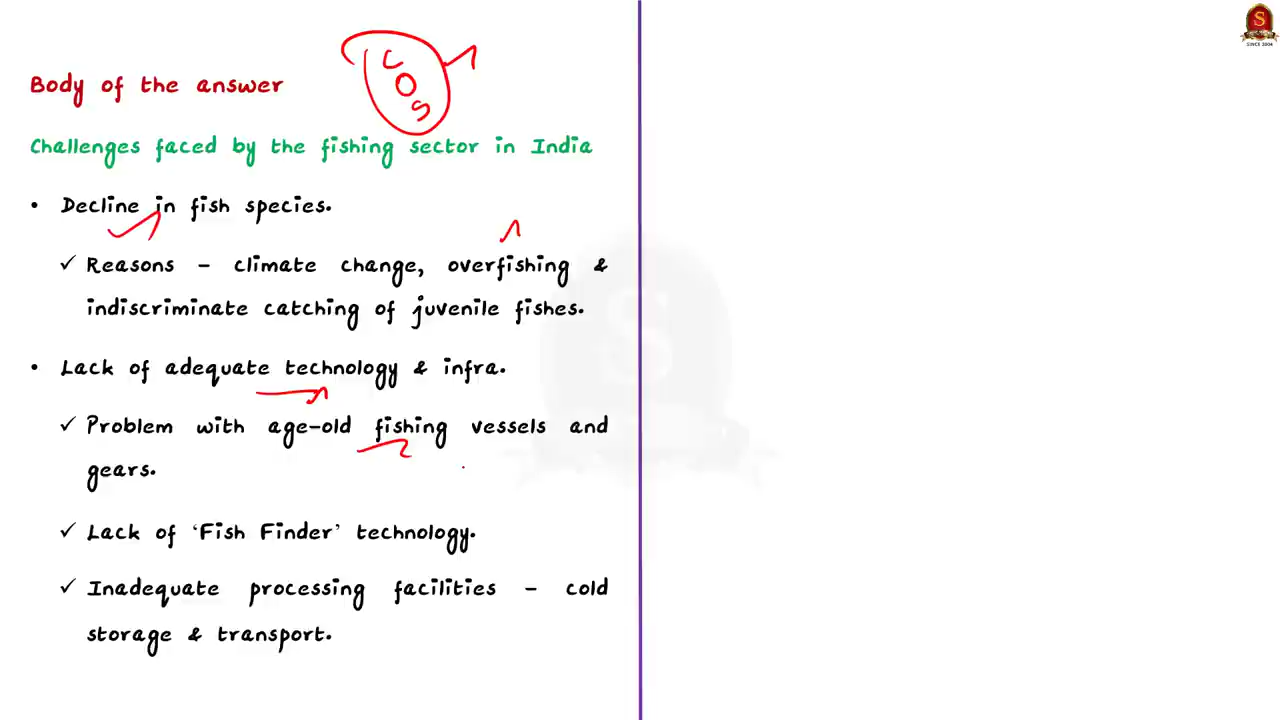 Body of the answer
C
O
S
Challenges faced by the fishing sector in India
• Decline in fish species.
✓ Reasons – climate change, overfishing &
indiscriminate catching of juvenile fishes.
• Lack of adequate technology & infra.
✓ Problem with age-old fishing vessels and
gears.
✓ Lack of ‘Fish Finder’ technology.
✓ Inadequate processing facilities – cold
storage & transport.
S
SINCE 2004
S